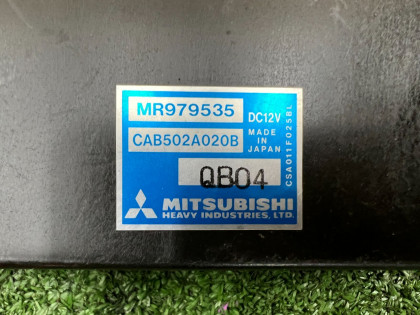 MR979535
DC12V
CAB502A020B
MADE
IN
JAPAN
QB04
MITSUBISHI
HEAVY INDUSTRIES, LTD.
CSA011F025BL